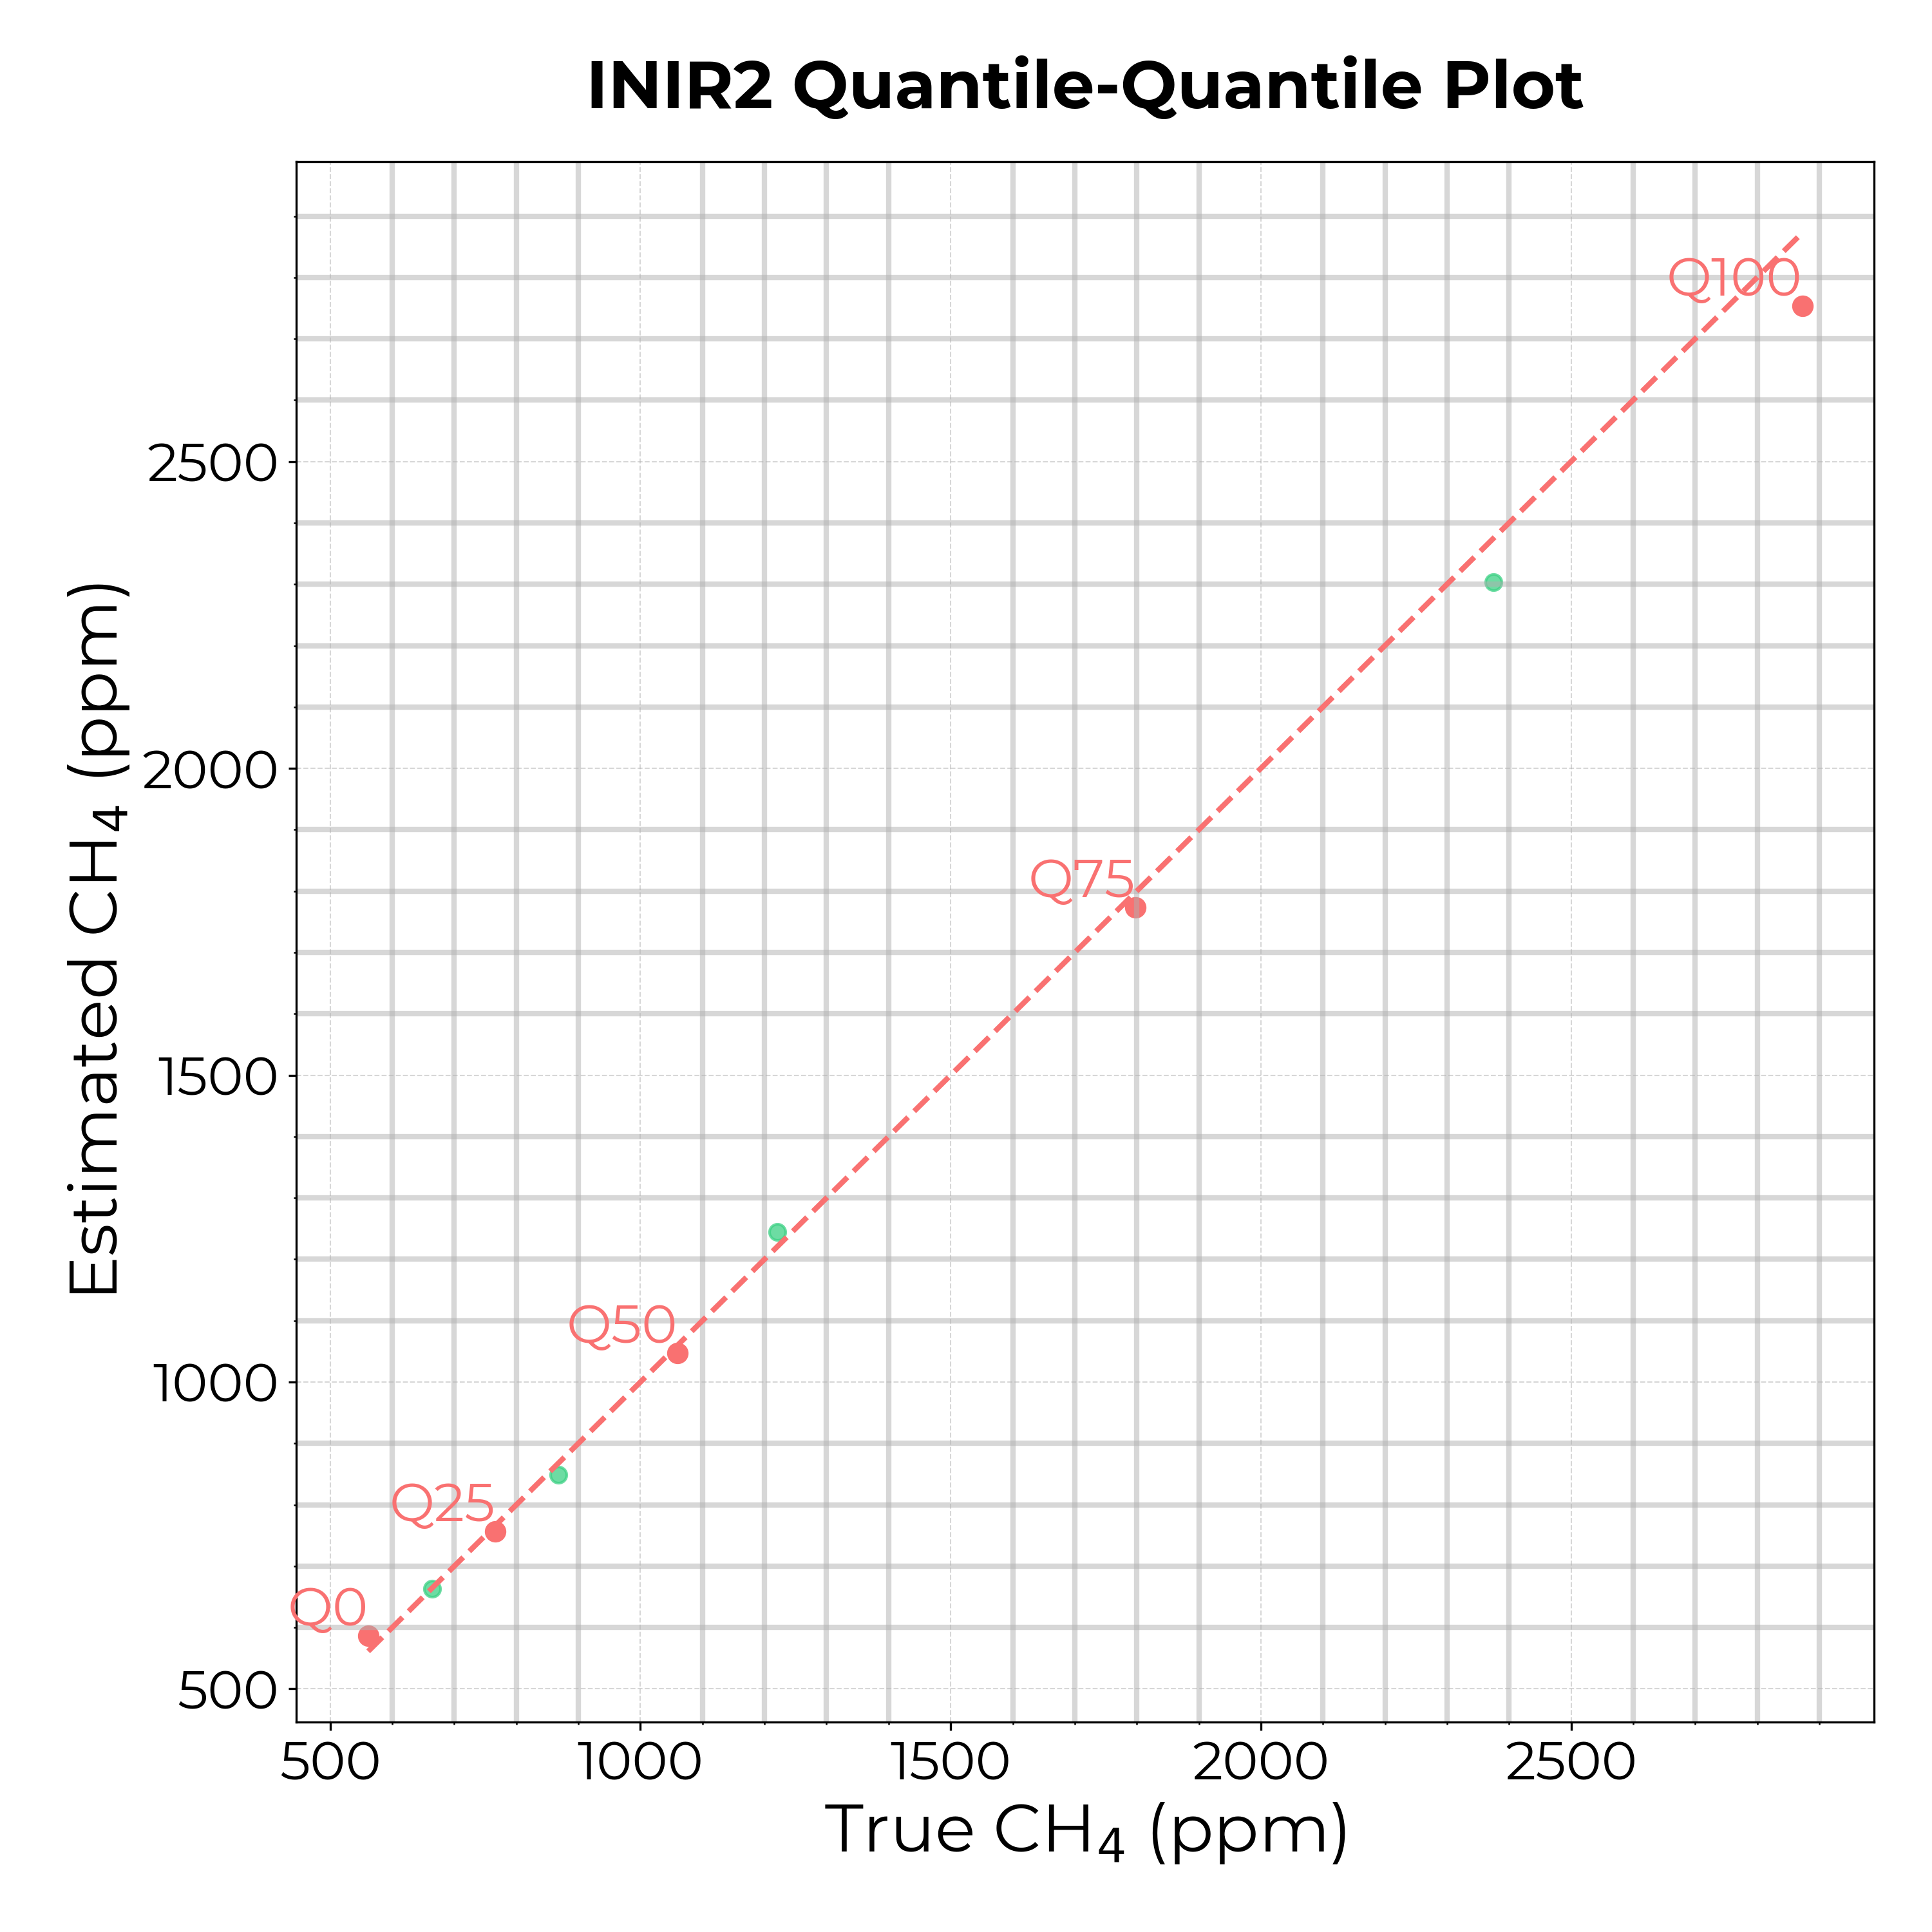 INIR2 Quantile-Quantile Plot
Estimated CH₄ (ppm)
2500
2000
1500
1000
500
Q100
Q75
Q50
Q25
Q0
500 1000 1500 2000 2500
True CH₄ (ppm)